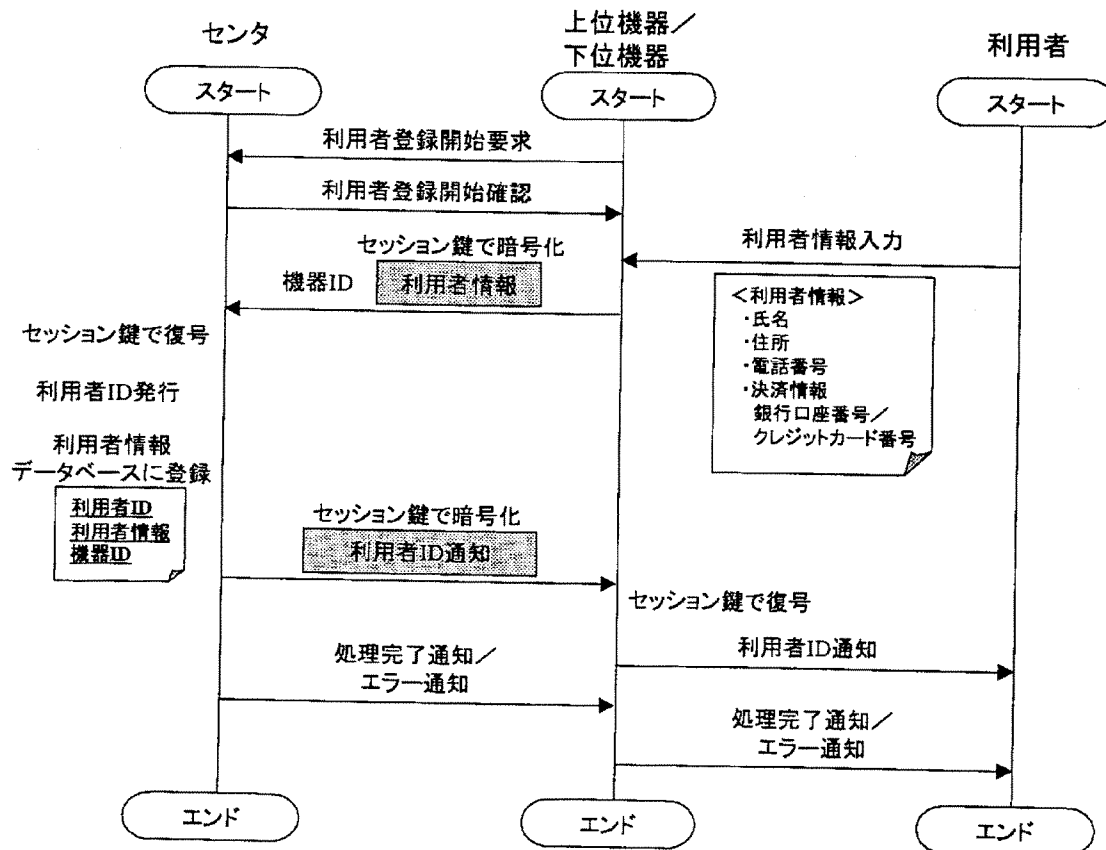 センタ
上位機器／
下位機器
利用者
スタート
スタート
スタート
利用者登録開始要求
利用者登録開始確認
利用者情報入力
セッション鍵で暗号化
機器ID
利用者情報
＜利用者情報＞
・氏名
・住所
・電話番号
・決済情報
銀行口座番号／
クレジットカード番号
セッション鍵で復号
利用者ID発行
利用者情報
データベースに登録
利用者ID
利用者情報
機器ID
セッション鍵で暗号化
利用者ID通知
セッション鍵で復号
利用者ID通知
処理完了通知／
エラー通知
処理完了通知／
エラー通知
エンド
エンド
エンド